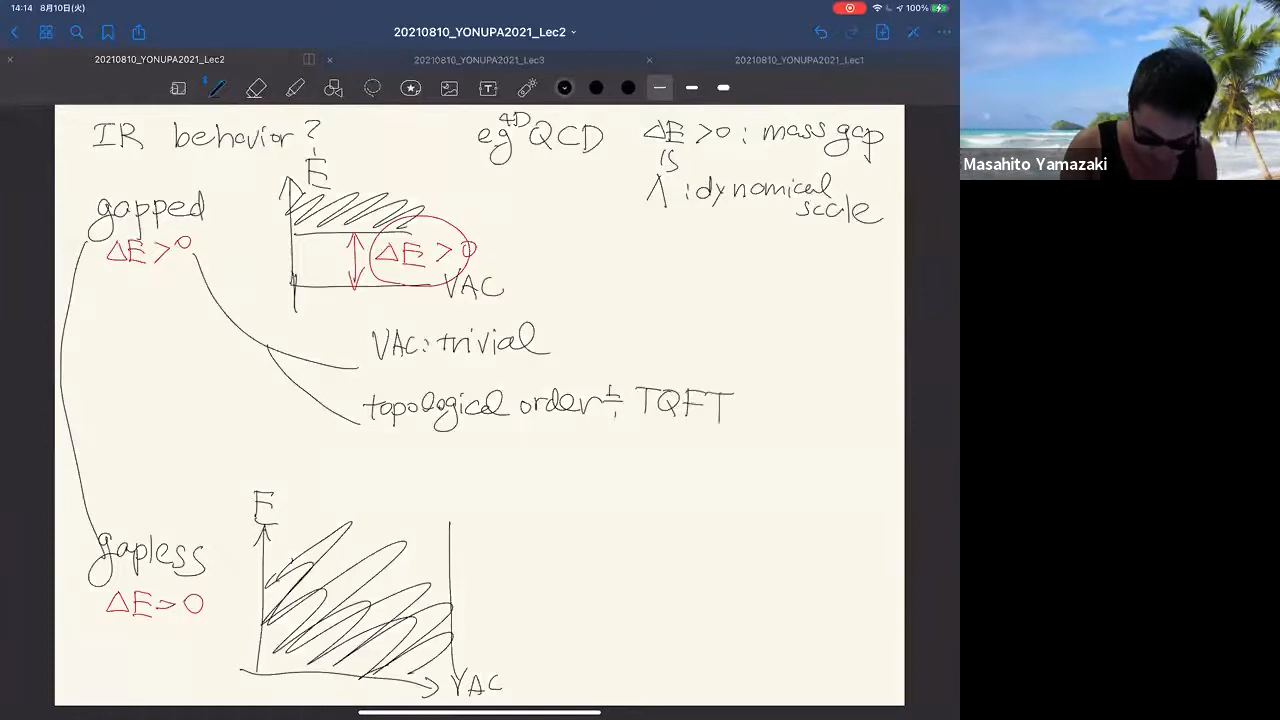 14:14 8月10日(火)
100%
20210810_YONUPA2021_Lec2
20210810_YONUPA2021_Lec2
20210810_YONUPA2021_Lec3
20210810_YONUPA2021_Lec1
IR behavior?
eg 4D QCD
ΔE >0 : mass gap
Λ : dynamical scale
E
gapped
ΔE >0
ΔE >0
VAC
VAC: trivial
topological order ≒ TQFT
E
gapless
ΔE=0
VAC
Masahito Yamazaki